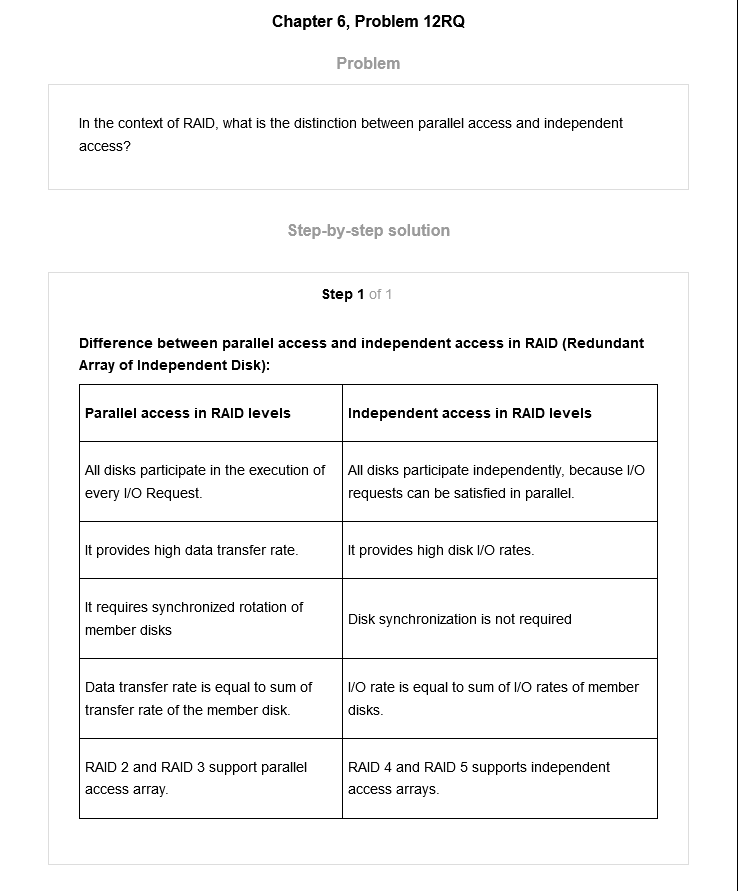 Chapter 6, Problem 12RQ
Problem
In the context of RAID, what is the distinction between parallel access and independent
access?
Step-by-step solution
Step 1 of 1
Difference between parallel access and independent access in RAID (Redundant
Array of Independent Disk):
Parallel access in RAID levels
Independent access in RAID levels
All disks participate in the execution of
every I/O Request.
All disks participate independently, because I/O
requests can be satisfied in parallel.
It provides high data transfer rate.
It provides high disk I/O rates.
It requires synchronized rotation of
member disks
Disk synchronization is not required
Data transfer rate is equal to sum of
transfer rate of the member disk.
I/O rate is equal to sum of I/O rates of member
disks.
RAID 2 and RAID 3 support parallel
access array.
RAID 4 and RAID 5 supports independent
access arrays.